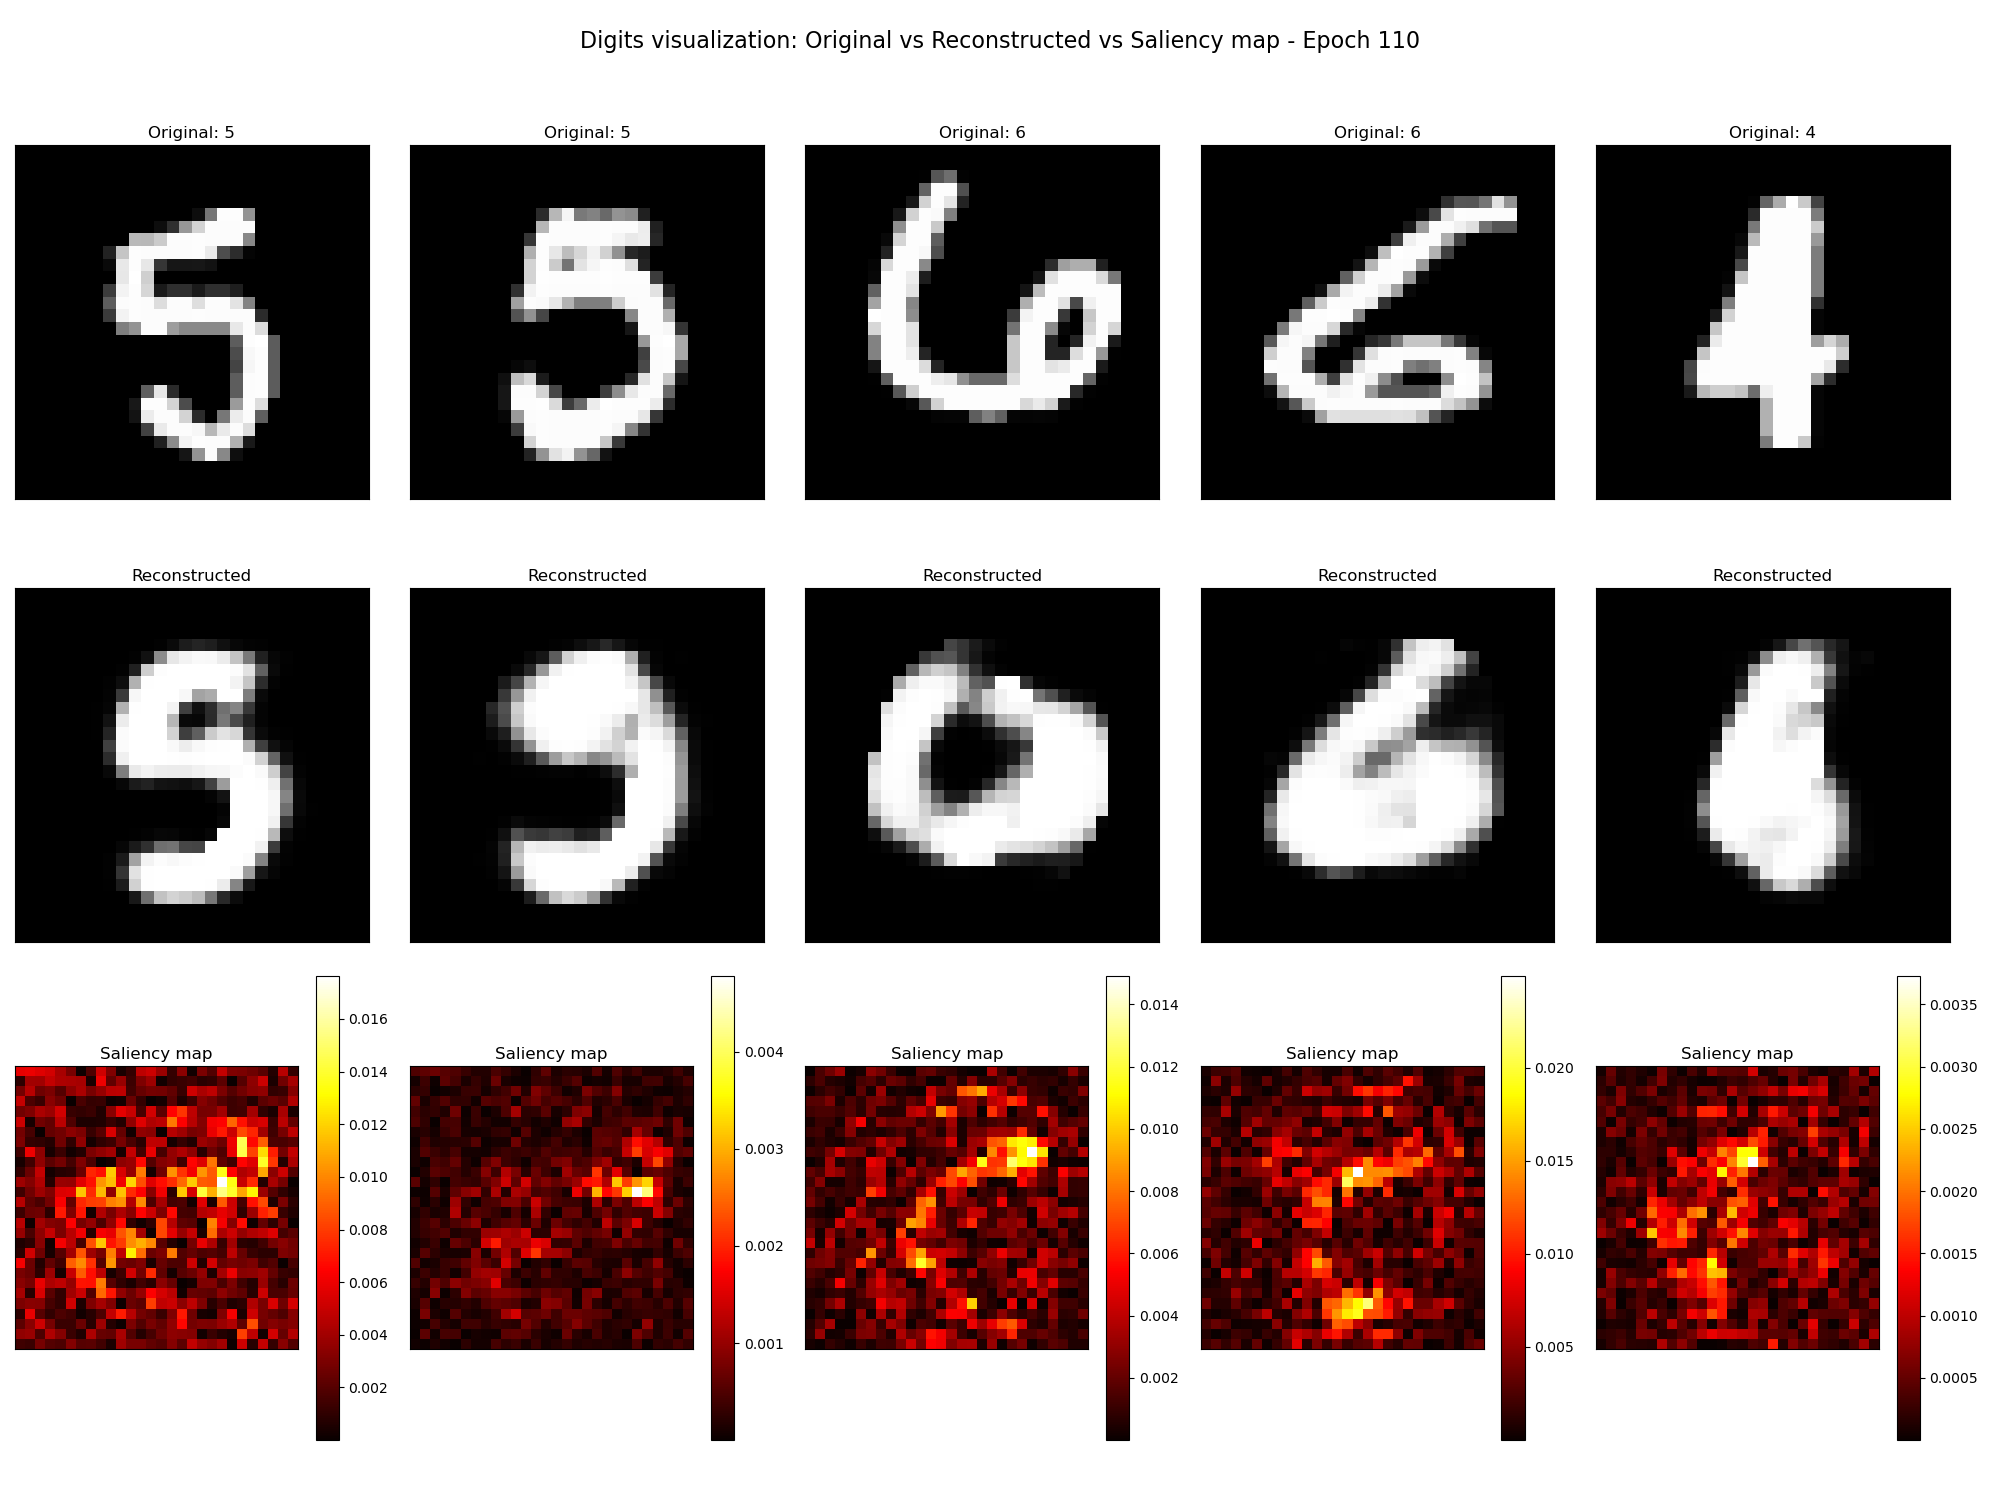 Digits visualization: Original vs Reconstructed vs Saliency map - Epoch 110
Original: 5
Original: 5
Original: 6
Original: 6
Original: 4
5
5
6
6
4
Reconstructed
Reconstructed
Reconstructed
Reconstructed
Reconstructed
Saliency map
0.016
0.014
0.012
0.010
0.008
0.006
0.004
0.002
Saliency map
0.004
0.003
0.002
0.001
Saliency map
0.014
0.012
0.010
0.008
0.006
0.004
0.002
Saliency map
0.020
0.015
0.010
0.005
Saliency map
0.0035
0.0030
0.0025
0.0020
0.0015
0.0010
0.0005